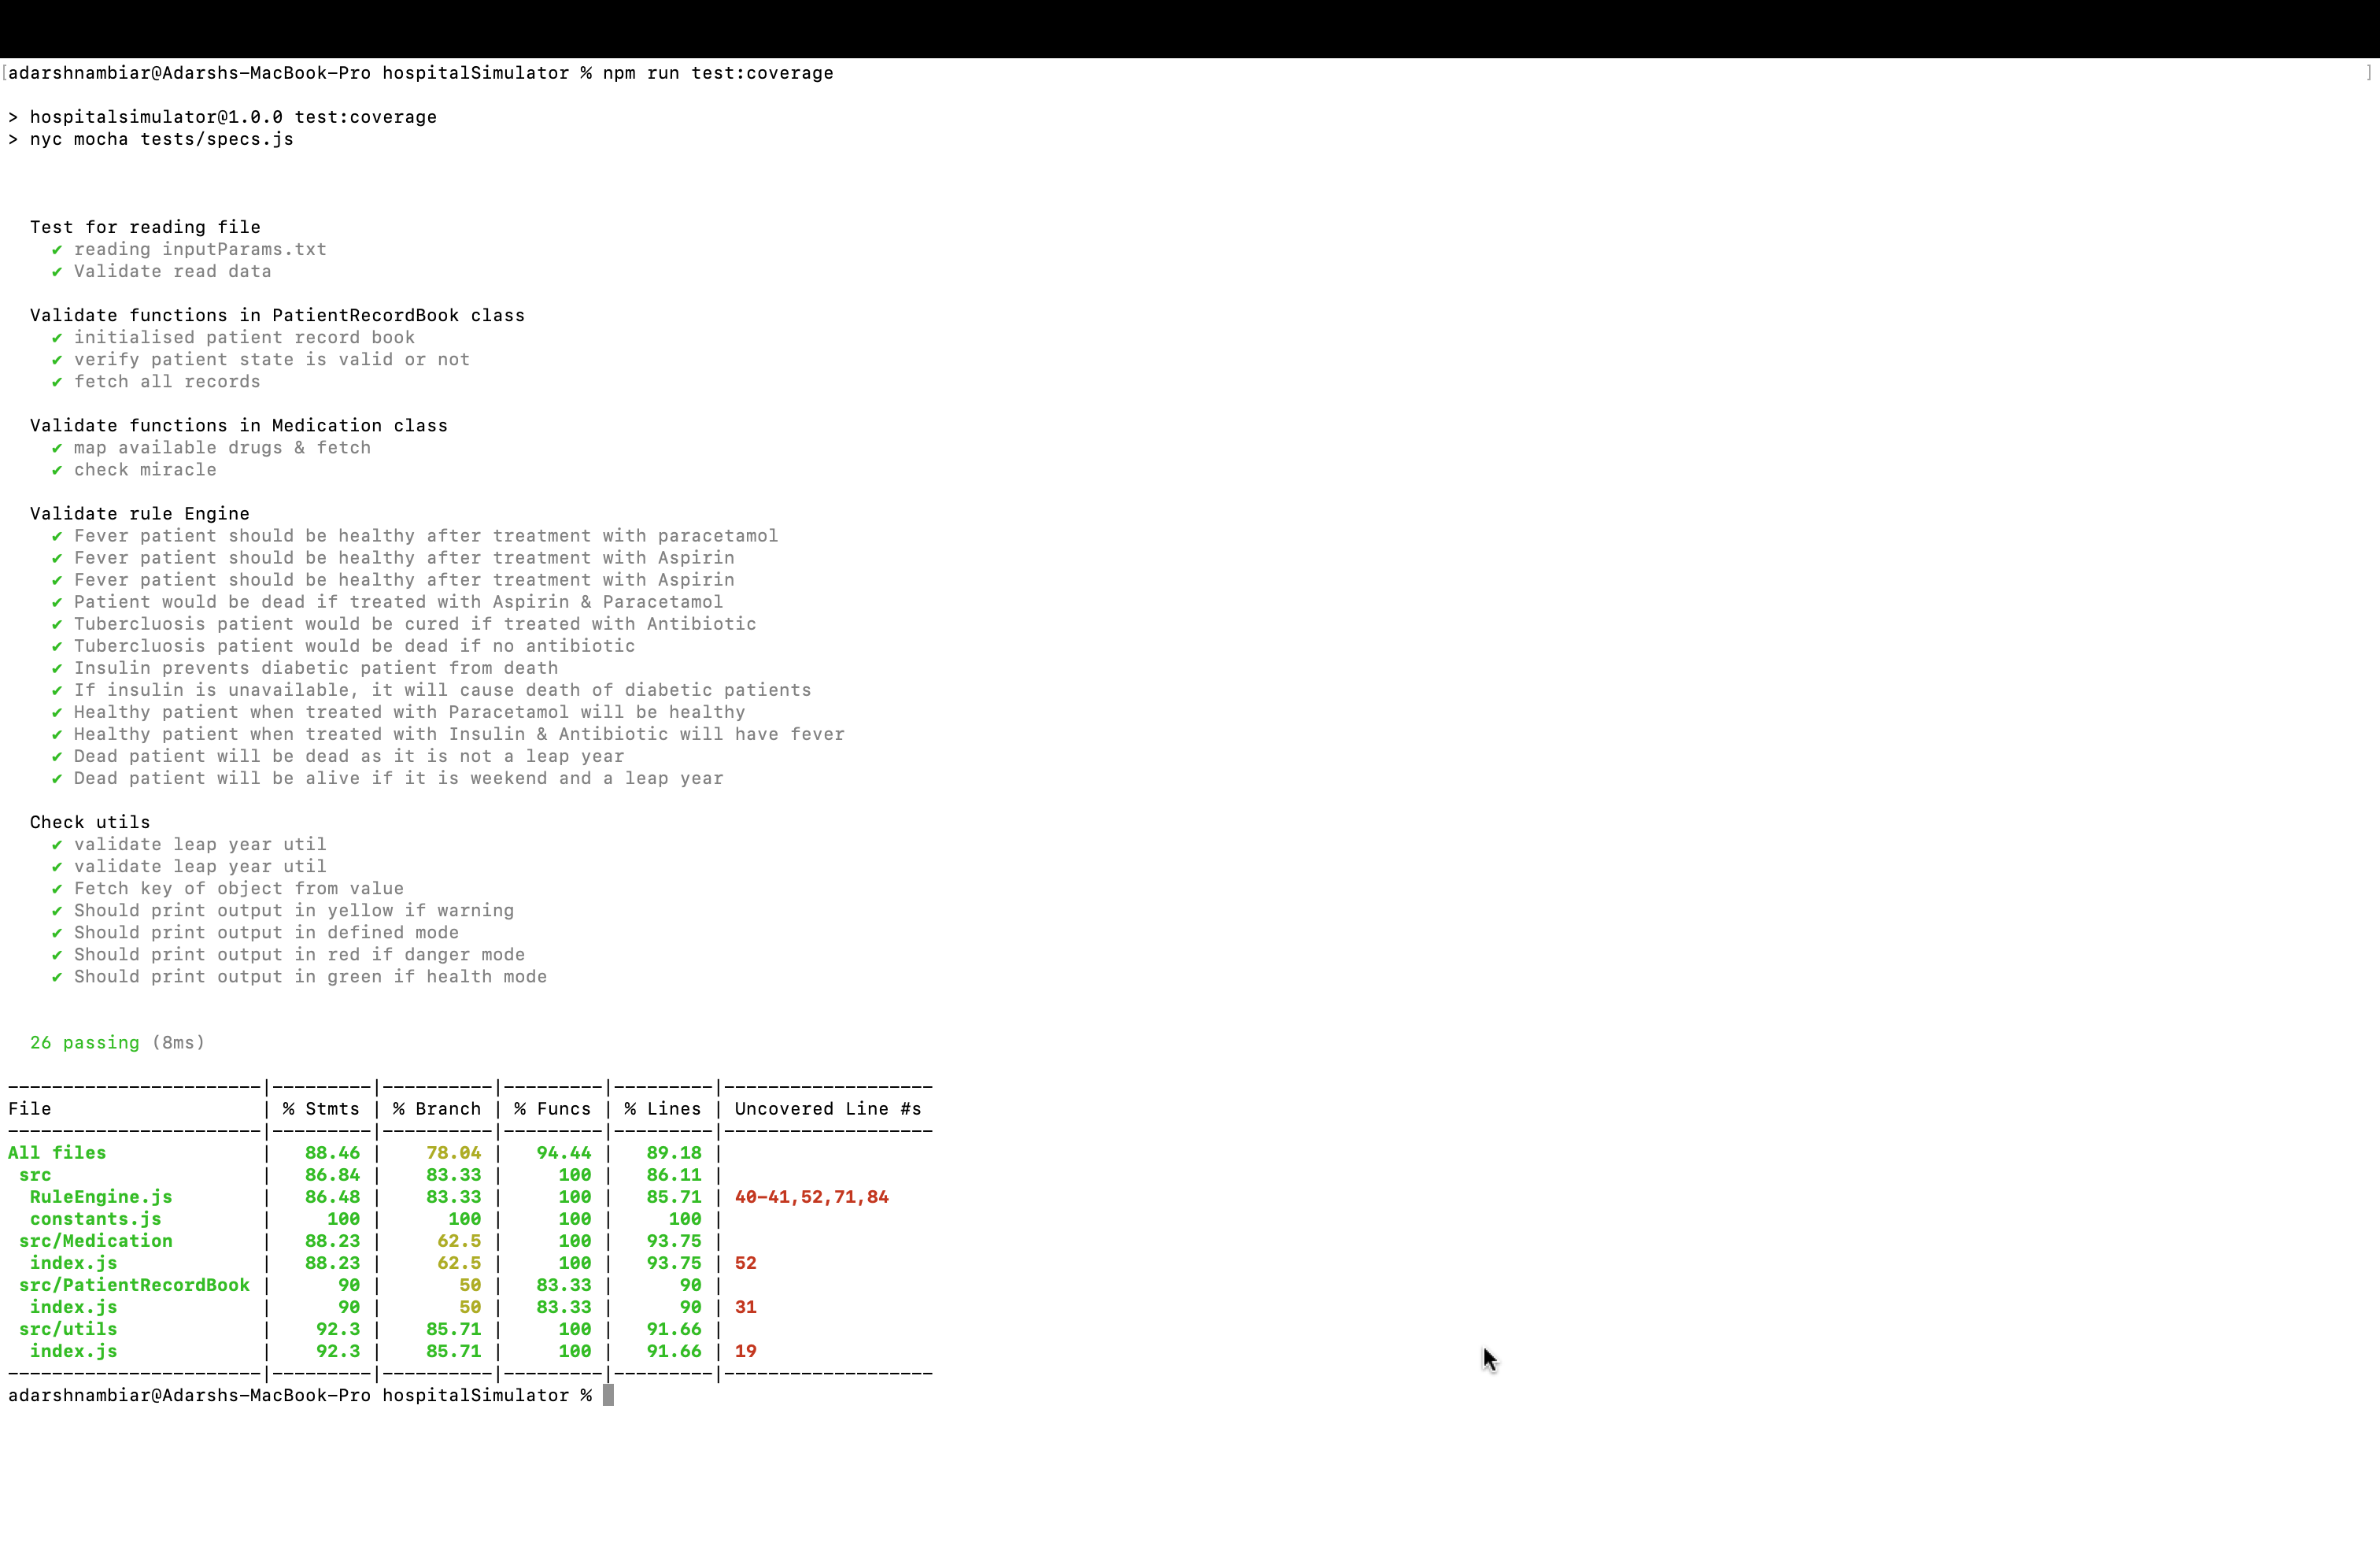 [adarshnambiar@Adarshs-MacBook-Pro hospitalSimulator % npm run test:coverage ]
> hospitalsimulator@1.0.0 test:coverage
> nyc mocha tests/specs.js
Test for reading file
✔ reading inputParams.txt
✔ Validate read data
Validate functions in PatientRecordBook class
✔ initialised patient record book
✔ verify patient state is valid or not
✔ fetch all records
Validate functions in Medication class
✔ map available drugs & fetch
✔ check miracle
Validate rule Engine
✔ Fever patient should be healthy after treatment with paracetamol
✔ Fever patient should be healthy after treatment with Aspirin
✔ Fever patient should be healthy after treatment with Aspirin
✔ Patient would be dead if treated with Aspirin & Paracetamol
✔ Tubercluosis patient would be cured if treated with Antibiotic
✔ Tubercluosis patient would be dead if no antibiotic
✔ Insulin prevents diabetic patient from death
✔ If insulin is unavailable, it will cause death of diabetic patients
✔ Healthy patient when treated with Paracetamol will be healthy
✔ Healthy patient when treated with Insulin & Antibiotic will have fever
✔ Dead patient will be dead as it is not a leap year
✔ Dead patient will be alive if it is weekend and a leap year
Check utils
✔ validate leap year util
✔ validate leap year util
✔ Fetch key of object from value
✔ Should print output in yellow if warning
✔ Should print output in defined mode
✔ Should print output in red if danger mode
✔ Should print output in green if health mode
26 passing (8ms)
-----------------------|---------|----------|---------|---------|-------------------
File                   | % Stmts | % Branch | % Funcs | % Lines | Uncovered Line #s
-----------------------|---------|----------|---------|---------|-------------------
All files              |   88.46 |    78.04 |   94.44 |   89.18 |
 src                   |   86.84 |    83.33 |     100 |   86.11 |
  RuleEngine.js        |   86.48 |    83.33 |     100 |   85.71 | 40-41,52,71,84
  constants.js         |     100 |      100 |     100 |     100 |
 src/Medication        |   88.23 |     62.5 |     100 |   93.75 |
  index.js             |   88.23 |     62.5 |     100 |   93.75 | 52
 src/PatientRecordBook |      90 |       50 |   83.33 |      90 |
  index.js             |      90 |       50 |   83.33 |      90 | 31
 src/utils             |    92.3 |    85.71 |     100 |   91.66 |
  index.js             |    92.3 |    85.71 |     100 |   91.66 | 19
-----------------------|---------|----------|---------|---------|-------------------
adarshnambiar@Adarshs-MacBook-Pro hospitalSimulator %